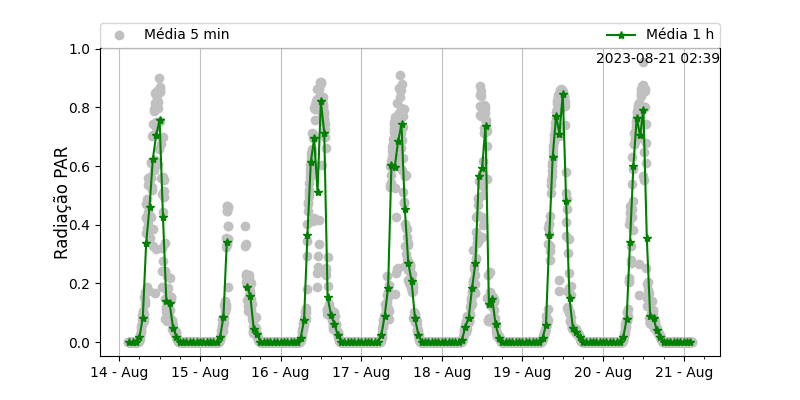 Média 5 min
Média 1 h
2023-08-21 02:39
Radiação PAR
1.0
0.8
0.6
0.4
0.2
0.0
14 - Aug
15 - Aug
16 - Aug
17 - Aug
18 - Aug
19 - Aug
20 - Aug
21 - Aug